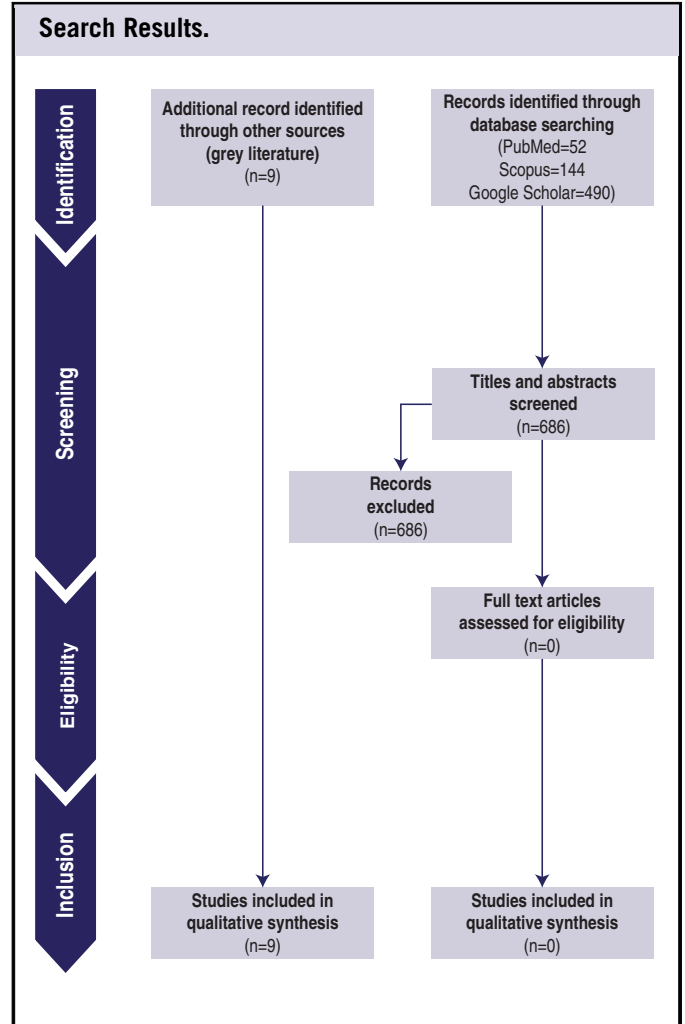 Search Results.
Identification
Additional record identified
through other sources
(grey literature)
(n=9)
Records identified through
database searching
(PubMed=52
Scopus=144
Google Scholar=490)
Screening
Titles and abstracts
screened
(n=686)
Records
excluded
(n=686)
Eligibility
Full text articles
assessed for eligibility
(n=0)
Inclusion
Studies included in
qualitative synthesis
(n=9)
Studies included in
qualitative synthesis
(n=0)